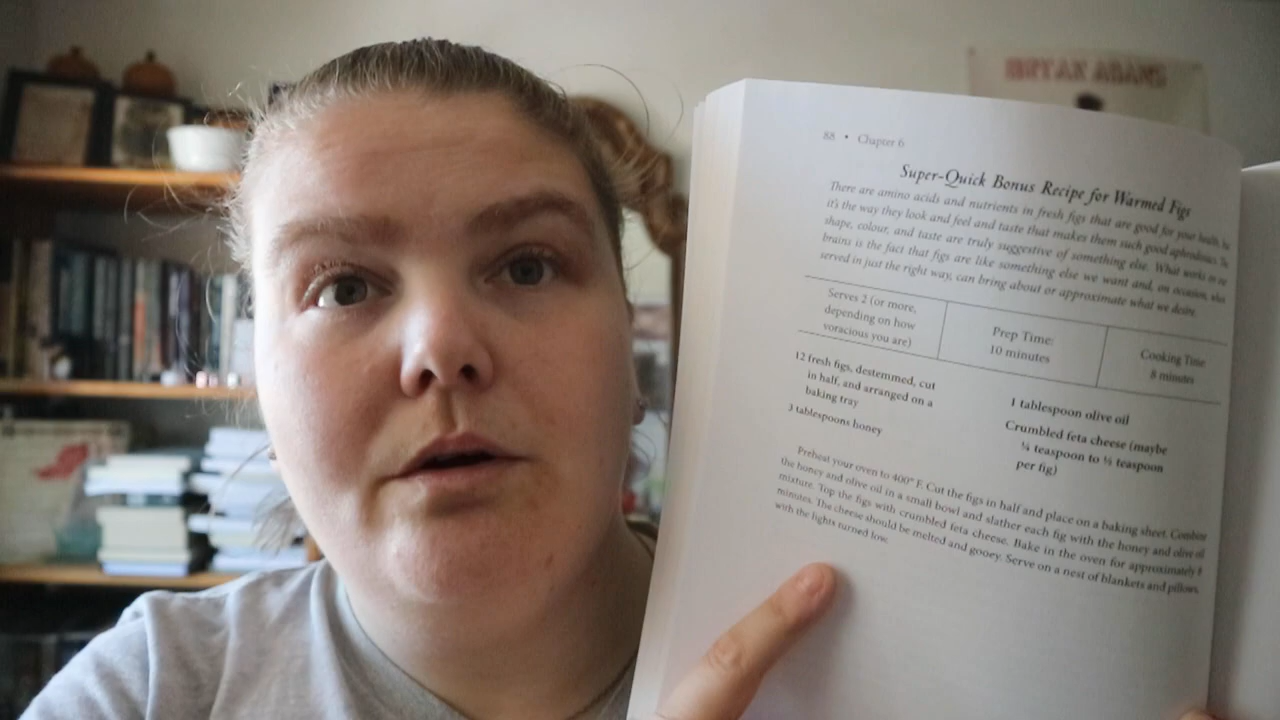 BRYAN ADAMS
88 • Chapter 6
Super-Quick Bonus Recipe for Warmed Figs
There are amino acids and nutrients in fresh figs that are good for your health, but
it's the way they look and feel and taste that makes them such good aphrodisiacs. The
shape, colour, and taste are truly suggestive of something else. What works on our
brains is the fact that figs are like something else we want and, on occasion, when
served in just the right way, can bring about or approximate what we desire.
Serves 2 (or more,
depending on how
voracious you are)
Prep Time:
10 minutes
Cooking Time
8 minutes
12 fresh figs, destemmed, cut
in half, and arranged on a
baking tray
3 tablespoons honey
1 tablespoon olive oil
Crumbled feta cheese (maybe
¼ teaspoon to ½ teaspoon
per fig)
Preheat your oven to 400° F. Cut the figs in half and place on a baking sheet. Combine
the honey and olive oil in a small bowl and slather each fig with the honey and olive oil
mixture. Top the figs with crumbled feta cheese. Bake in the oven for approximately 8
minutes. The cheese should be melted and gooey. Serve on a nest of blankets and pillows,
with the lights turned low.